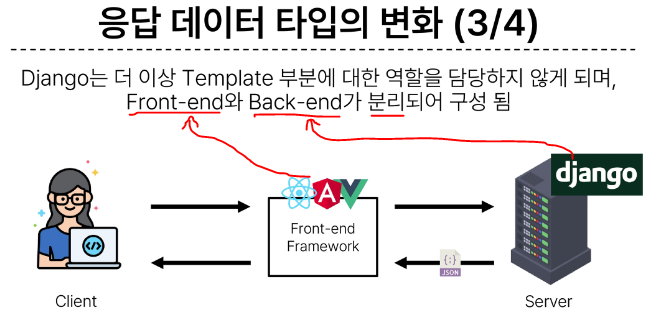 응답 데이터 타입의 변화 (3/4)
Django는 더 이상 Template 부분에 대한 역할을 담당하지 않게 되며,
Front-end와 Back-end가 분리되어 구성 됨
django
Front-end
Framework
{:}
JSON
Client
Server